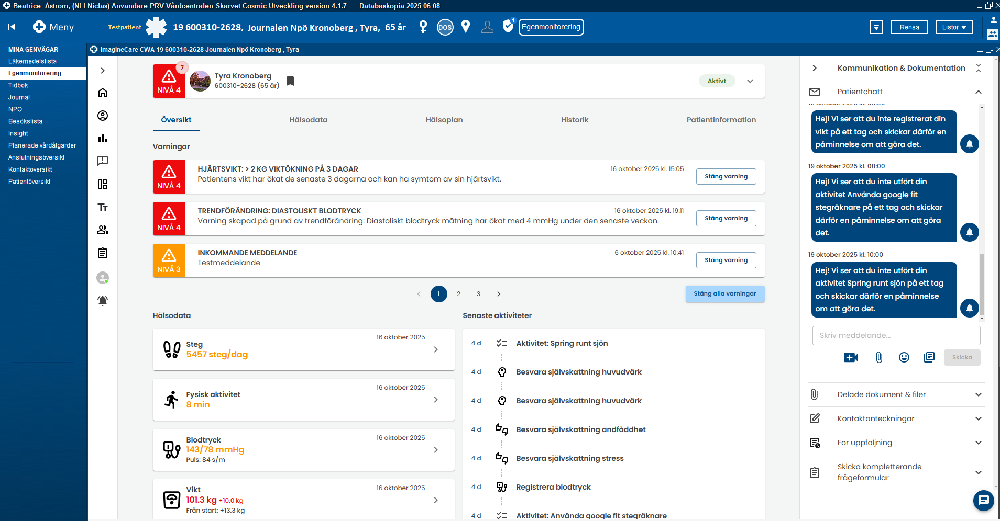 Beatrice Åström, (NLLNiclas) Användare PRV Vårdcentralen Skärvet Cosmic Utveckling version 4.1.7 Databaskopia 2025-06-08
Meny
Testpatient
19 600310-2628, Journalen Npö Kronoberg , Tyra, 65 år
DOS
1
Egenmonitorering
Rensa
Listor
MINA GENVÄGAR
Läkemedelslista
Egenmonitorering
Tidbok
Journal
NPÖ
Besökslista
Insight
Planerade vårdåtgärder
Anslutningsöversikt
Kontaktöversikt
Patientöversikt
ImagineCare CWA 19 600310-2628 Journalen Npö Kronoberg , Tyra
7
NIVÅ 4
Tyra Kronoberg
600310-2628 (65 år)
Aktivt
Översikt
Hälsodata
Hälsoplan
Historik
Patientinformation
Varningar
NIVÅ 4
HJÄRTSVIKT: > 2 KG VIKTÖKNING PÅ 3 DAGAR
Patientens vikt har ökat de senaste 3 dagarna och kan ha symtom av sin hjärtsvikt.
16 oktober 2025 kl. 15:05
Stäng varning
NIVÅ 4
TRENDFÖRÄNDRING: DIASTOLISKT BLODTRYCK
Varning skapad på grund av trendförändring: Diastoliskt blodtryck mätning har ökat med 4 mmHg under den senaste veckan.
16 oktober 2025 kl. 19:11
Stäng varning
NIVÅ 3
INKOMMANDE MEDDELANDE
Testmeddelande
6 oktober 2025 kl. 10:41
Stäng varning
1
2
3
Stäng alla varningar
Hälsodata
Steg
5457 steg/dag
16 oktober 2025
Fysisk aktivitet
8 min
16 oktober 2025
Blodtryck
143/78 mmHg
Puls: 84 s/m
16 oktober 2025
Vikt
101.3 kg +10.0 kg
Från start: +13.3 kg
16 oktober 2025
Senaste aktiviteter
4 d Aktivitet: Spring runt sjön
4 d Besvara självskattning huvudvärk
4 d Besvara självskattning huvudvärk
4 d Besvara självskattning andfåddhet
4 d Besvara självskattning stress
4 d Registrera blodtryck
4 d Aktivitet: Använda google fit stegräknare
Kommunikation & Dokumentation
Patientchatt
19 oktober 2025 kl. 08:00
Hej! Vi ser att du inte registrerat din
vikt på ett tag och skickar därför en
påminnelse om att göra det.
19 oktober 2025 kl. 08:00
Hej! Vi ser att du inte utfört din
aktivitet Använda google fit
stegräknare på ett tag och skickar
därför en påminnelse om att göra
det.
19 oktober 2025 kl. 10:00
Hej! Vi ser att du inte utfört din
aktivitet Spring runt sjön på ett tag
och skickar därför en påminnelse
om att göra det.
Skriv meddelande...
Skicka
Delade dokument & filer
Kontaktanteckningar
För uppföljning
Skicka kompletterande
frågeformulär